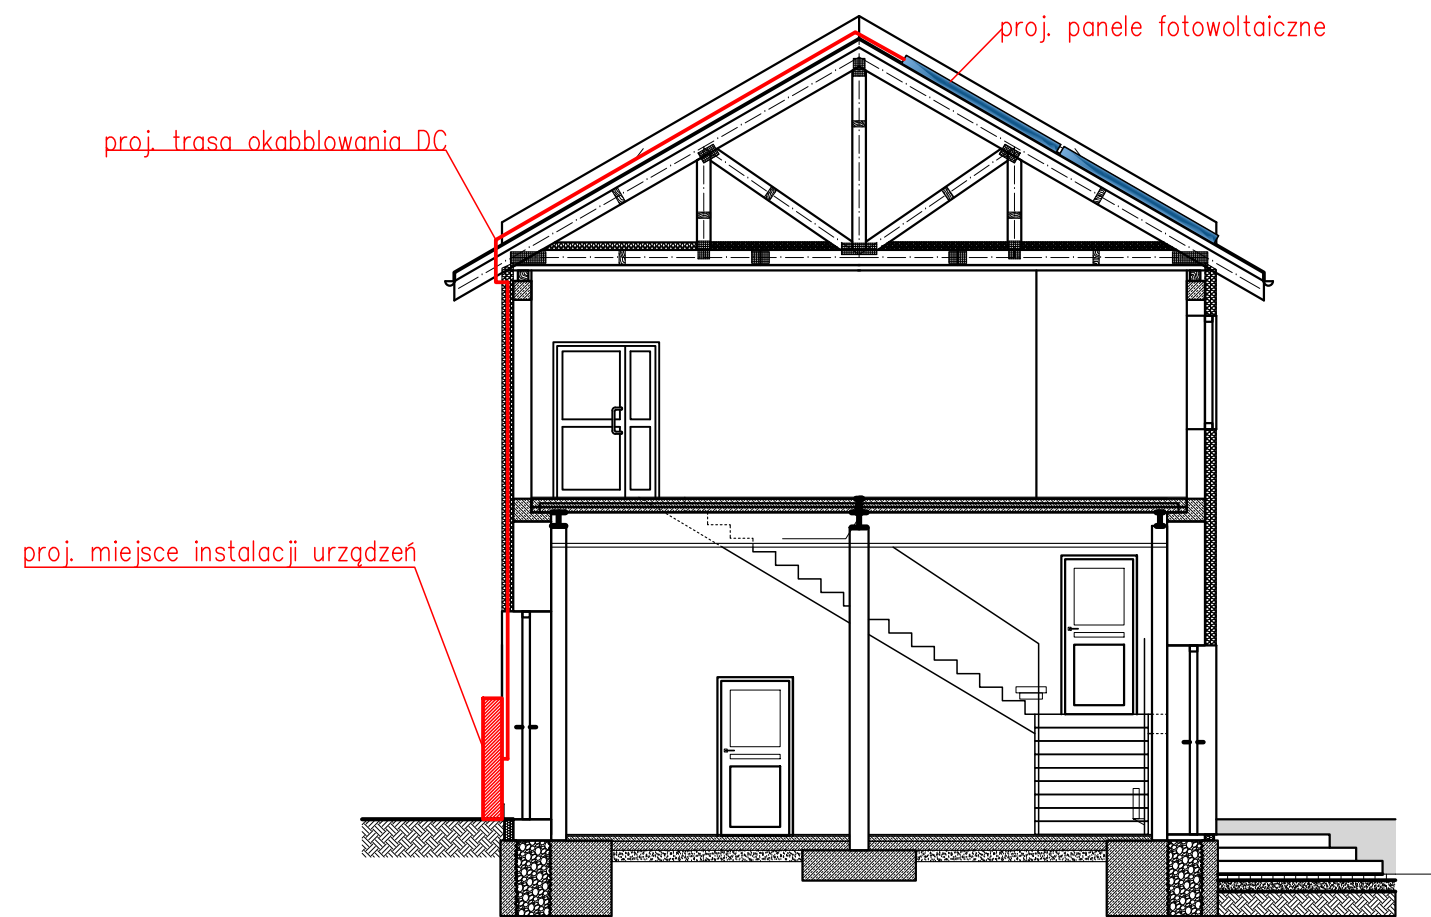 proj. panele fotowoltaiczne
proj. trasa okabblowania DC
proj. miejsce instalacji urządzeń